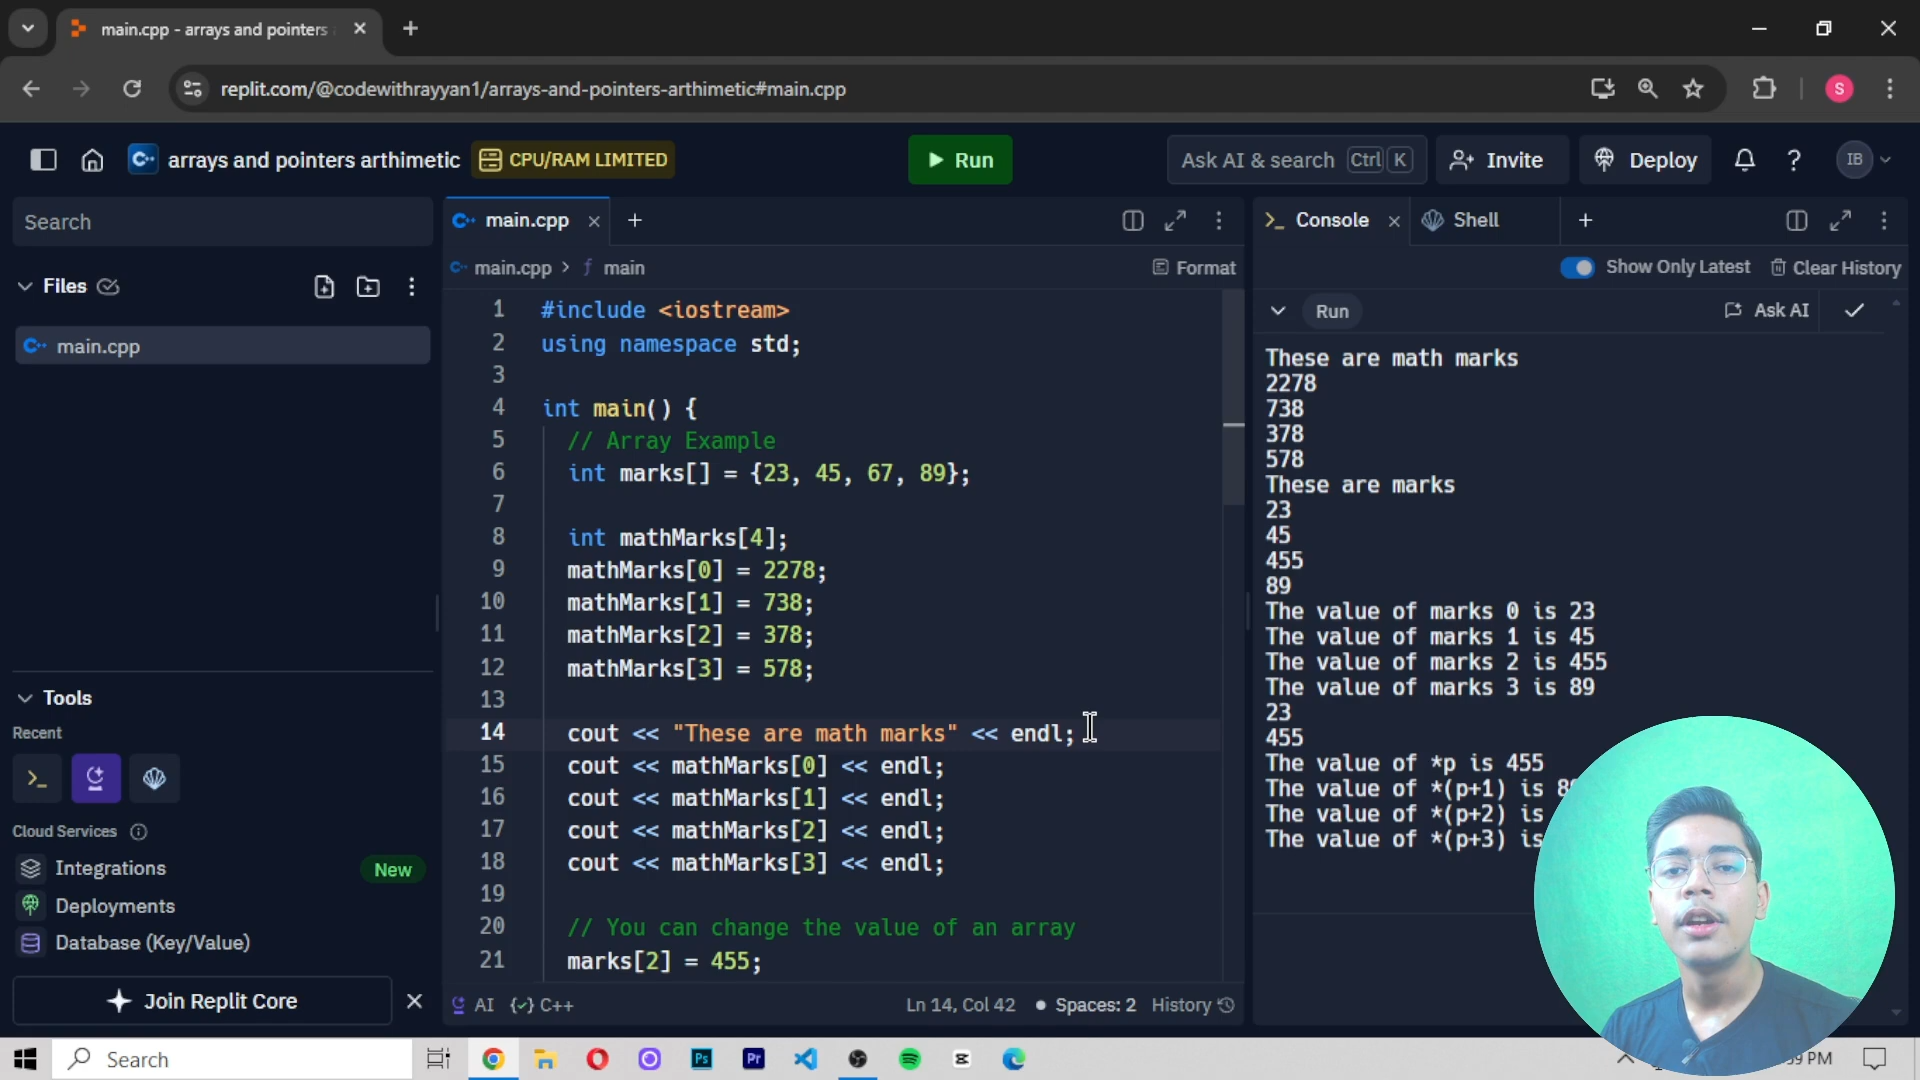 main.cpp - arrays and pointers
replit.com/@codewithrayyan1/arrays-and-pointers-arthimetic#main.cpp
S
arrays and pointers arthimetic
CPU/RAM LIMITED
Run
Ask AI & search Ctrl K
Invite
Deploy
IB
Search
Files
main.cpp
Tools
Recent
Cloud Services
Integrations
New
Deployments
Database (Key/Value)
Join Replit Core
main.cpp
main.cpp > f main
Format
1 #include <iostream>
2 using namespace std;
3
4 int main() {
5 // Array Example
6 int marks[] = {23, 45, 67, 89};
7
8 int mathMarks[4];
9 mathMarks[0] = 2278;
10 mathMarks[1] = 738;
11 mathMarks[2] = 378;
12 mathMarks[3] = 578;
13
14 cout << "These are math marks" << endl;
15 cout << mathMarks[0] << endl;
16 cout << mathMarks[1] << endl;
17 cout << mathMarks[2] << endl;
18 cout << mathMarks[3] << endl;
19
20 // You can change the value of an array
21 marks[2] = 455;
AI {✓} C++
Ln 14, Col 42
Spaces: 2
History
Console
Shell
Show Only Latest
Clear History
Run
Ask AI
These are math marks
2278
738
378
578
These are marks
23
45
455
89
The value of marks 0 is 23
The value of marks 1 is 45
The value of marks 2 is 455
The value of marks 3 is 89
23
455
The value of *p is 455
The value of *(p+1) is
The value of *(p+2) is
The value of *(p+3) is
Search
Ps
Pr
PM